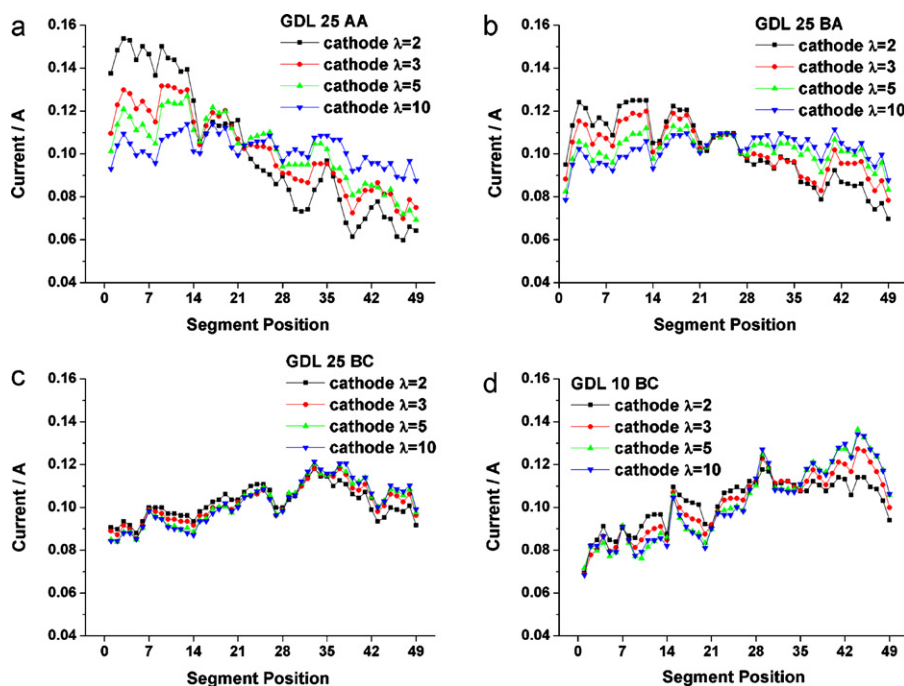 a
GDL 25 AA
cathode λ=2
cathode λ=3
cathode λ=5
cathode λ=10
0.16
0.14
0.12
0.10
0.08
0.06
0.04
Current / A
0 7 14 21 28 35 42 49
Segment Position
b
GDL 25 BA
cathode λ=2
cathode λ=3
cathode λ=5
cathode λ=10
0.16
0.14
0.12
0.10
0.08
0.06
0.04
Current / A
0 7 14 21 28 35 42 49
Segment Position
c
GDL 25 BC
cathode λ=2
cathode λ=3
cathode λ=5
cathode λ=10
0.16
0.14
0.12
0.10
0.08
0.06
0.04
Current / A
0 7 14 21 28 35 42 49
Segment Position
d
GDL 10 BC
cathode λ=2
cathode λ=3
cathode λ=5
cathode λ=10
0.16
0.14
0.12
0.10
0.08
0.06
0.04
Current / A
0 7 14 21 28 35 42 49
Segment Position